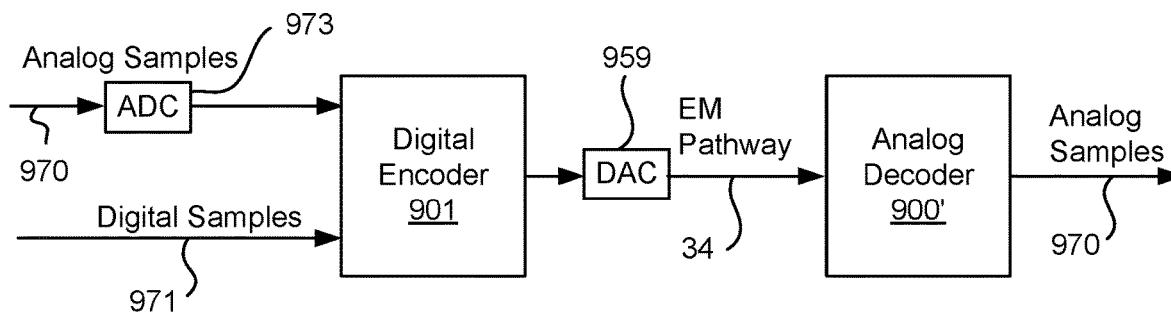 973
Analog Samples
ADC
970
Digital Samples
971
Digital
Encoder
901
959
DAC
EM
Pathway
34
Analog
Decoder
900'
Analog
Samples
970